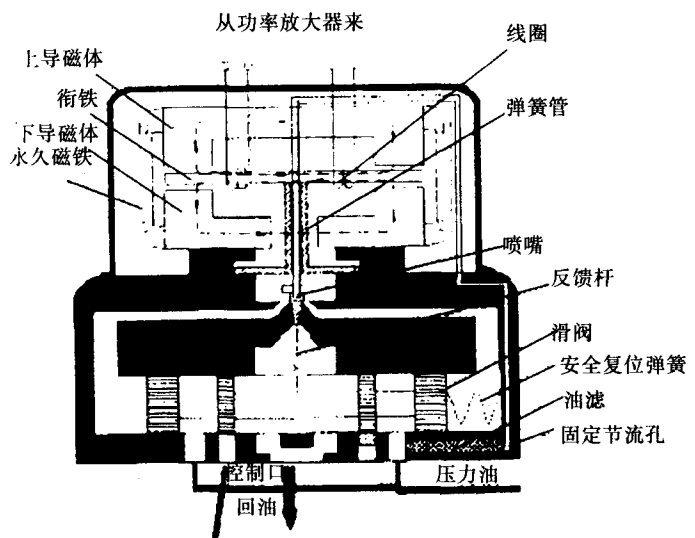 从功率放大器来
线圈
上导磁体
衔铁
弹簧管
下导磁体
永久磁铁
喷嘴
反馈杆
滑阀
安全复位弹簧
油滤
固定节流孔
控制口
压力油
回油